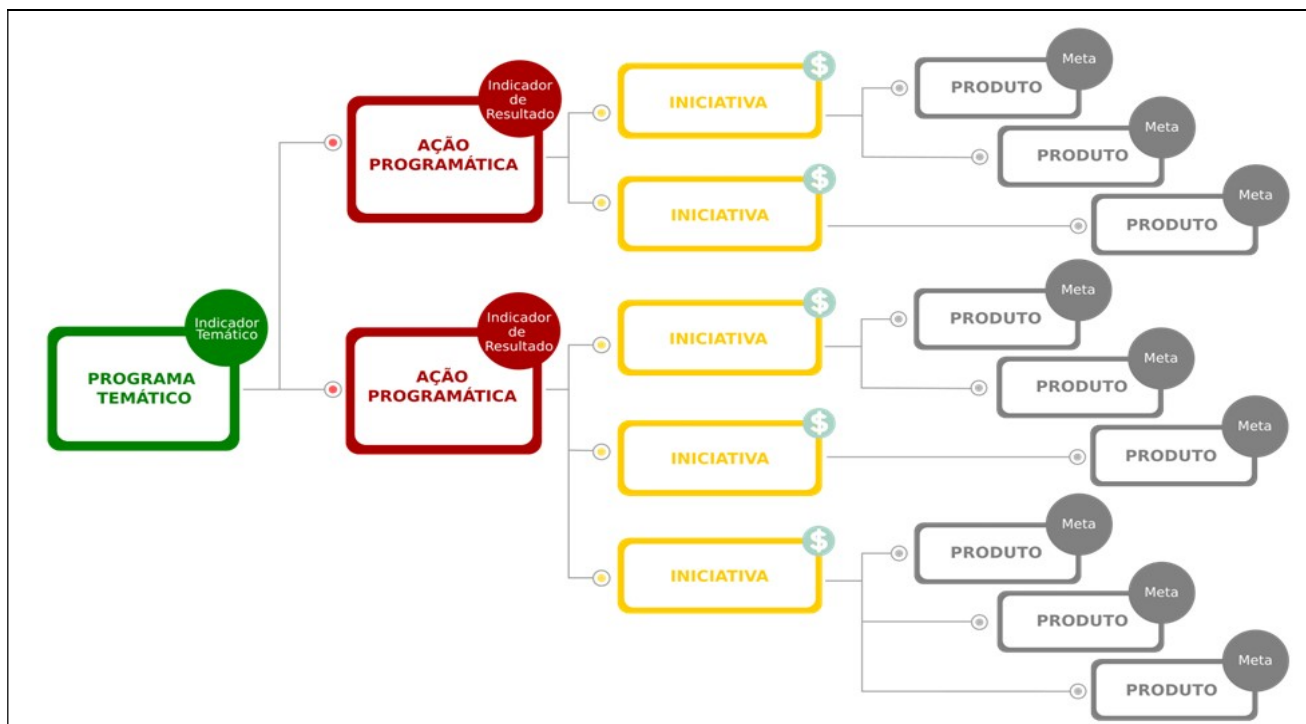 PROGRAMA
TEMÁTICO
Indicador
Temático
AÇÃO
PROGRAMÁTICA
Indicador
de
Resultado
INICIATIVA
$
PRODUTO
Meta
PRODUTO
Meta
INICIATIVA
$
PRODUTO
Meta
AÇÃO
PROGRAMÁTICA
Indicador
de
Resultado
INICIATIVA
$
PRODUTO
Meta
PRODUTO
Meta
INICIATIVA
$
PRODUTO
Meta
INICIATIVA
$
PRODUTO
Meta
PRODUTO
Meta
PRODUTO
Meta